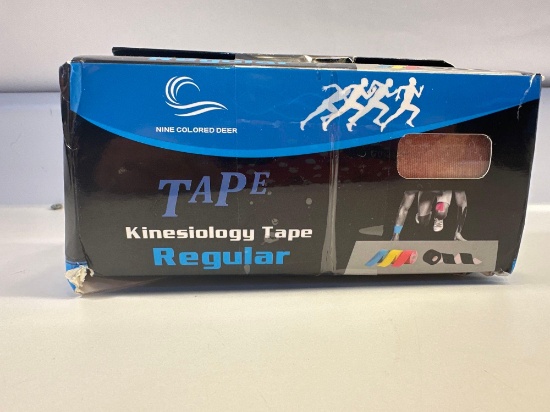 NINE COLORED DEER
TAPE
Kinesiology Tape
Regular